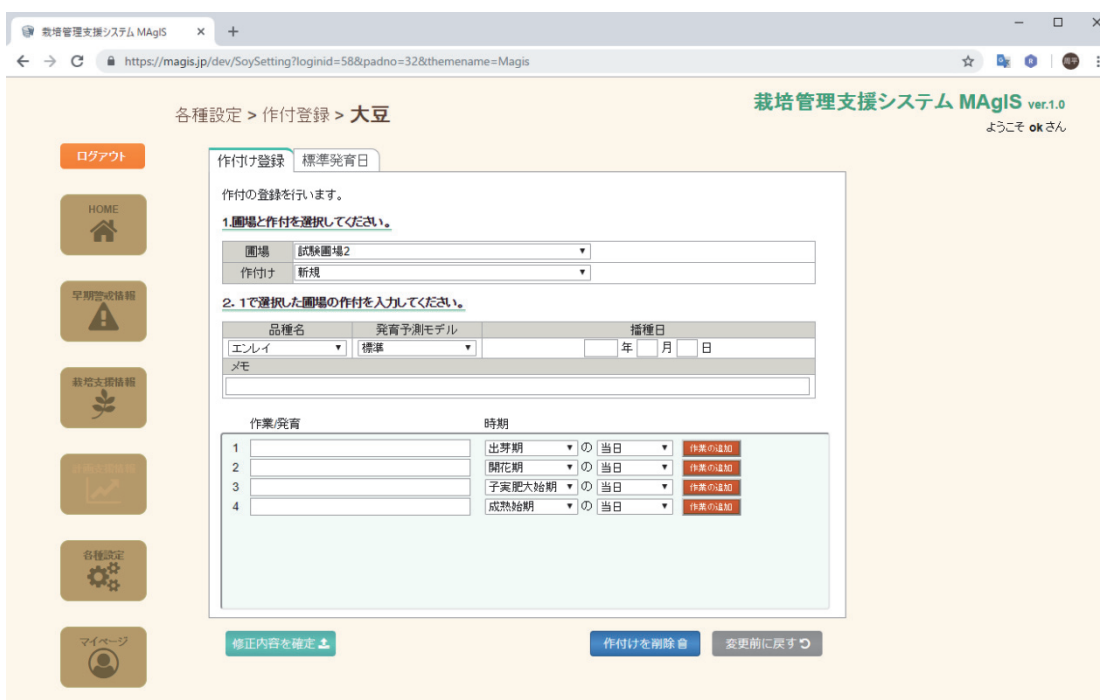 栽培管理支援システム MAgIS
https://magis.jp/dev/SoySetting?loginid=58&padno=32&themename=Magis
各種設定 > 作付登録 > 大豆
栽培管理支援システム MAgIS ver.1.0
ようこそ okさん
ログアウト
HOME
早期警戒情報
栽培支援情報
各種設定
マイページ
作付け登録 標準発育日
作付の登録を行います。
1.圃場と作付を選択してください。
圃場 試験圃場2
作付け 新規
2. 1で選択した圃場の作付を入力してください。
品種名 発育予測モデル 播種日
エンレイ 標準 年 月 日
メモ
作業/発育 時期
1 出芽期 の 当日 作業の追加
2 開花期 の 当日 作業の追加
3 子実肥大始期 の 当日 作業の追加
4 成熟始期 の 当日 作業の追加
修正内容を確定 作付けを削除 変更前に戻す